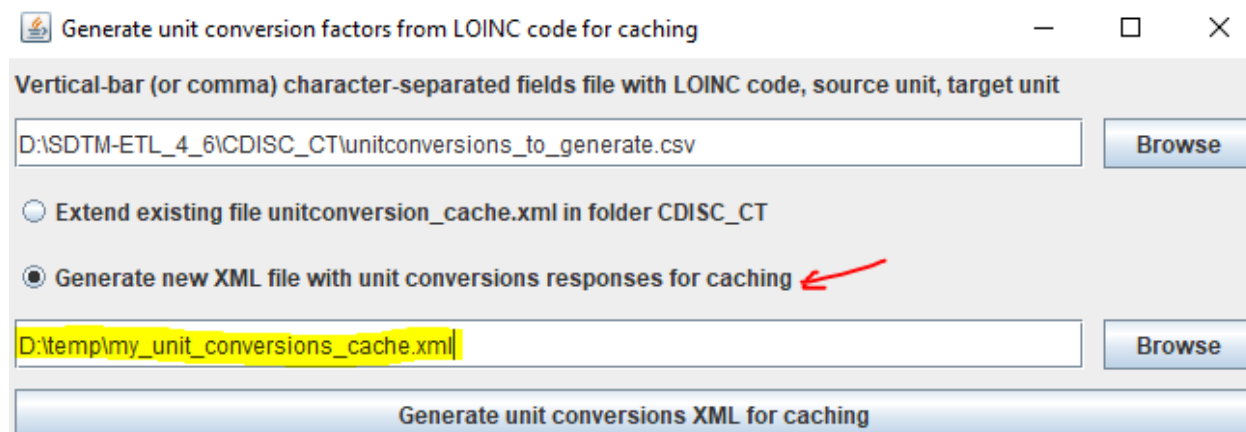 Generate unit conversion factors from LOINC code for caching
Vertical-bar (or comma) character-separated fields file with LOINC code, source unit, target unit
D:\SDTM-ETL_4_6\CDISC_CT\unitconversions_to_generate.csv
Browse
Extend existing file unitconversion_cache.xml in folder CDISC_CT
Generate new XML file with unit conversions responses for caching
D:\temp\my_unit_conversions_cache.xml
Browse
Generate unit conversions XML for caching